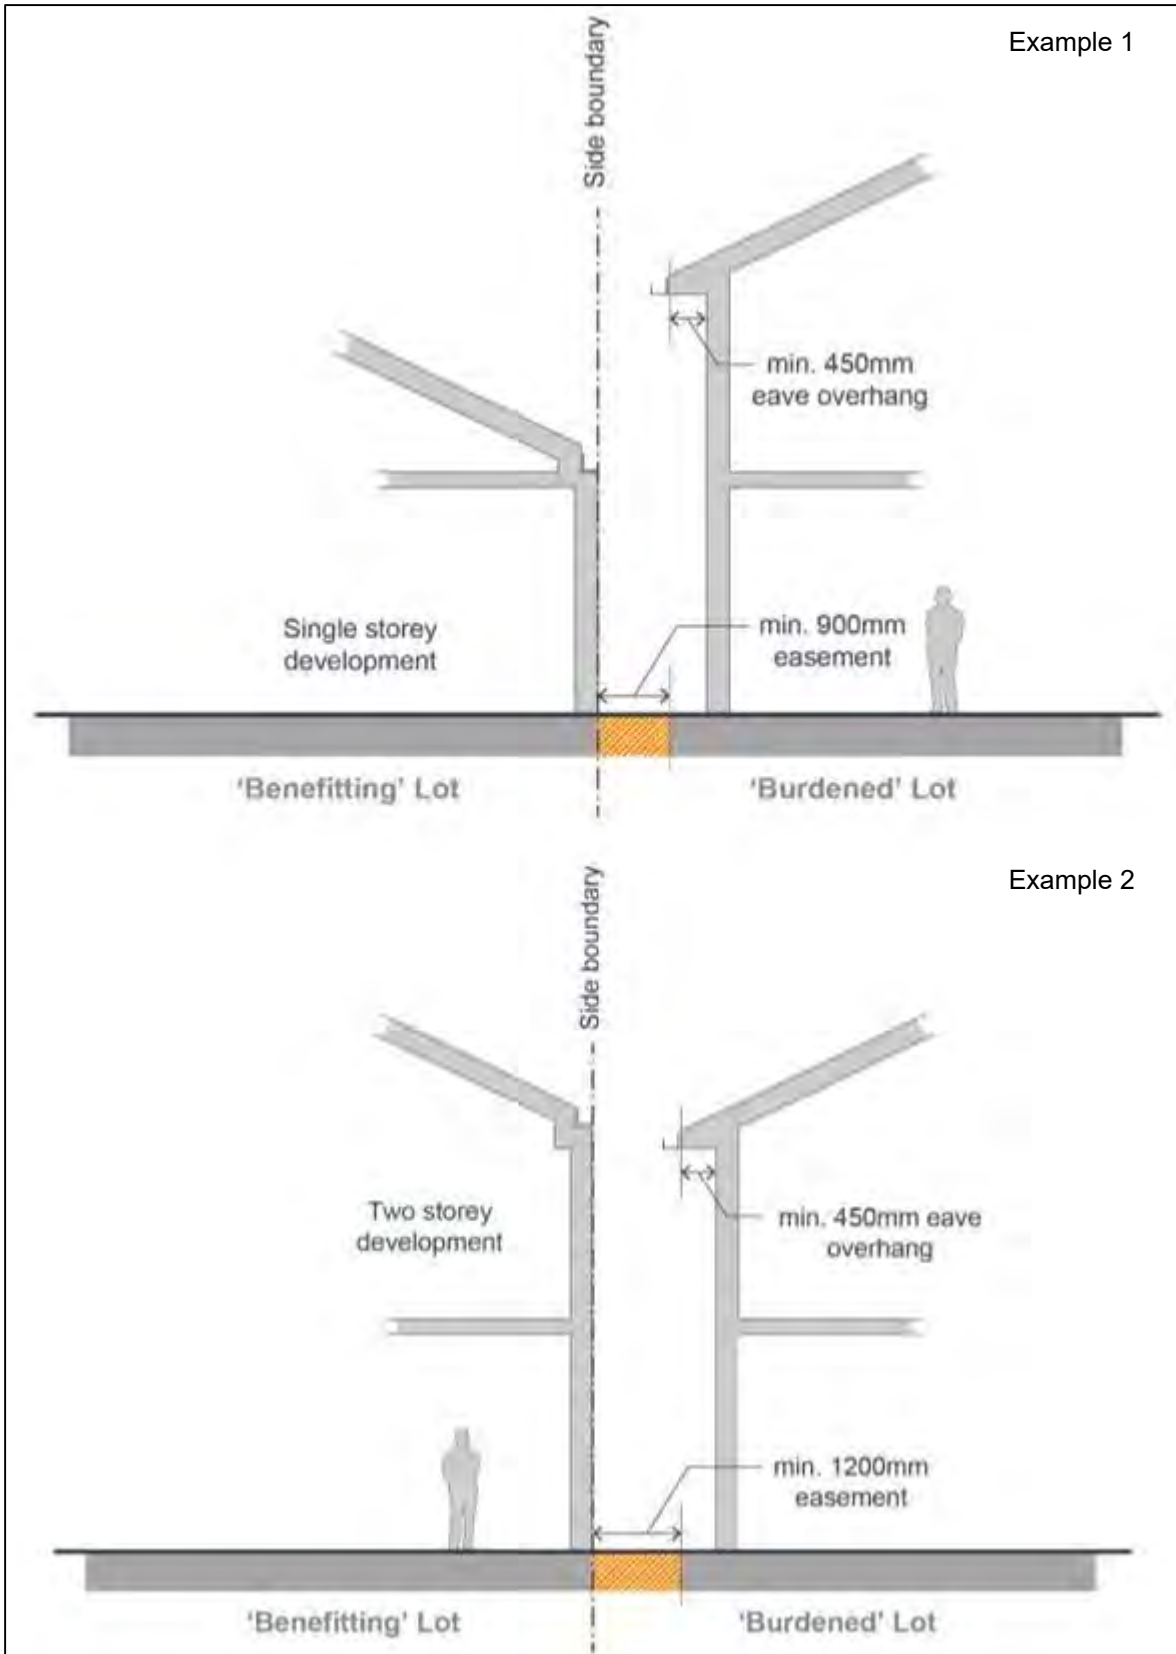 Example 1
Side boundary
min. 450mm
eave overhang
Single storey
development
min. 900mm
easement
'Benefitting' Lot
'Burdened' Lot
Example 2
Side boundary
Two storey
development
min. 450mm eave
overhang
min. 1200mm
easement
'Benefitting' Lot
'Burdened' Lot